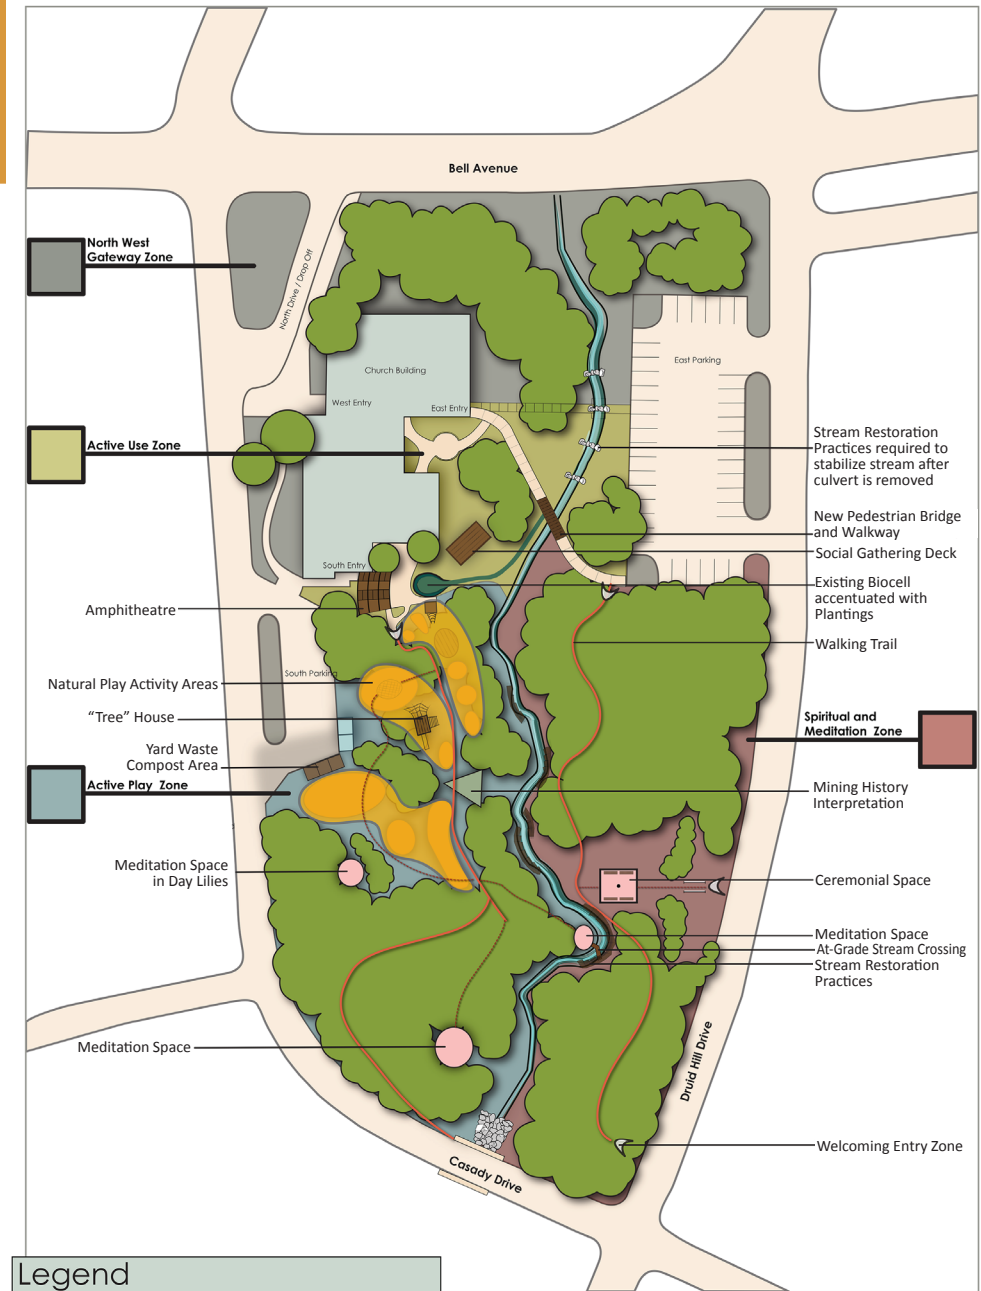 Bell Avenue
North West
Gateway Zone
North Drive / Drop Off
East Parking
Church Building
West Entry
East Entry
Active Use Zone
Stream Restoration
Practices required to
stabilize stream after
culvert is removed
New Pedestrian Bridge
and Walkway
Social Gathering Deck
South Entry
Existing Biocell
accentuated with
Plantings
Amphitheatre
Walking Trail
South Parking
Natural Play Activity Areas
“Tree” House
Spiritual and
Meditation Zone
Yard Waste
Compost Area
Active Play Zone
Mining History
Interpretation
Meditation Space
in Day Lilies
Ceremonial Space
Meditation Space
At-Grade Stream Crossing
Stream Restoration
Practices
Meditation Space
Druid Hill Drive
Welcoming Entry Zone
Casady Drive
Legend